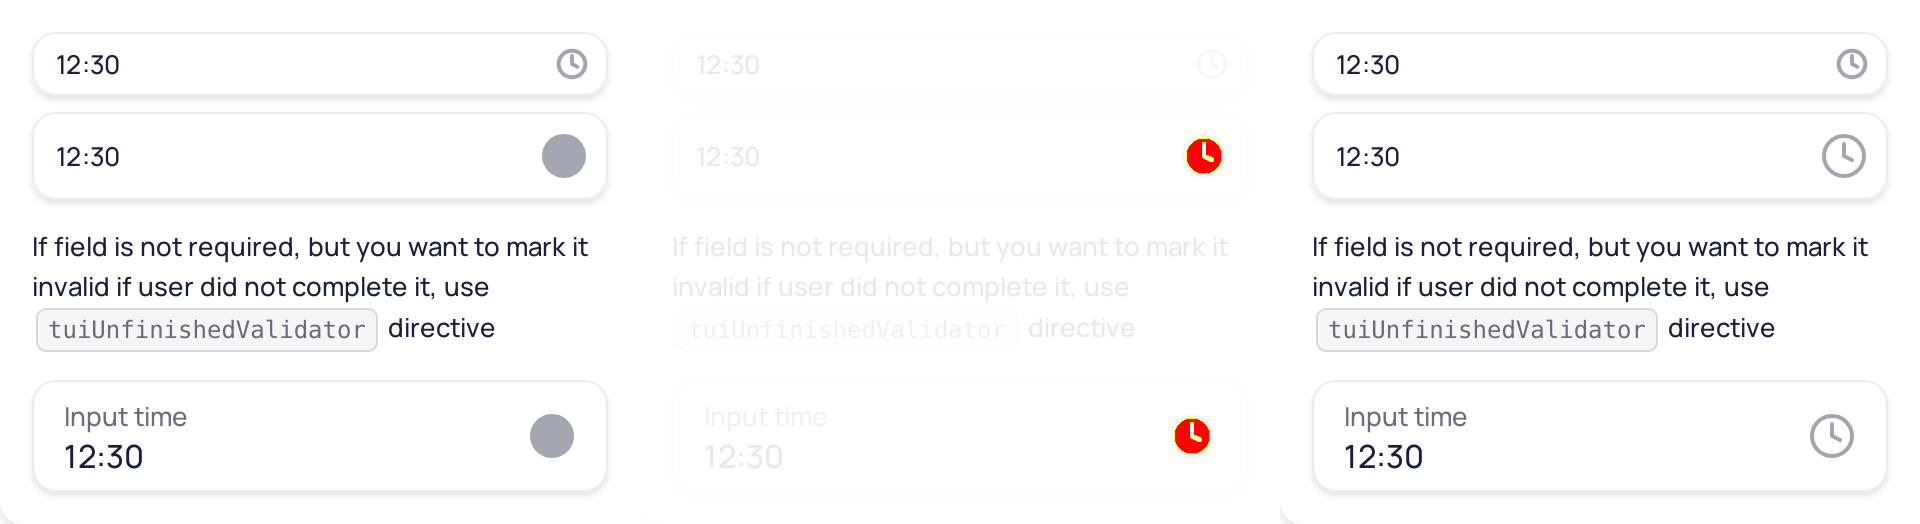 12:30
12:30
If field is not required, but you want to mark it
invalid if user did not complete it, use
tuiUnfinishedValidator directive
Input time
12:30
12:30
12:30
If field is not required, but you want to mark it
invalid if user did not complete it, use
tuiUnfinishedValidator directive
Input time
12:30
12:30
12:30
If field is not required, but you want to mark it
invalid if user did not complete it, use
tuiUnfinishedValidator directive
Input time
12:30